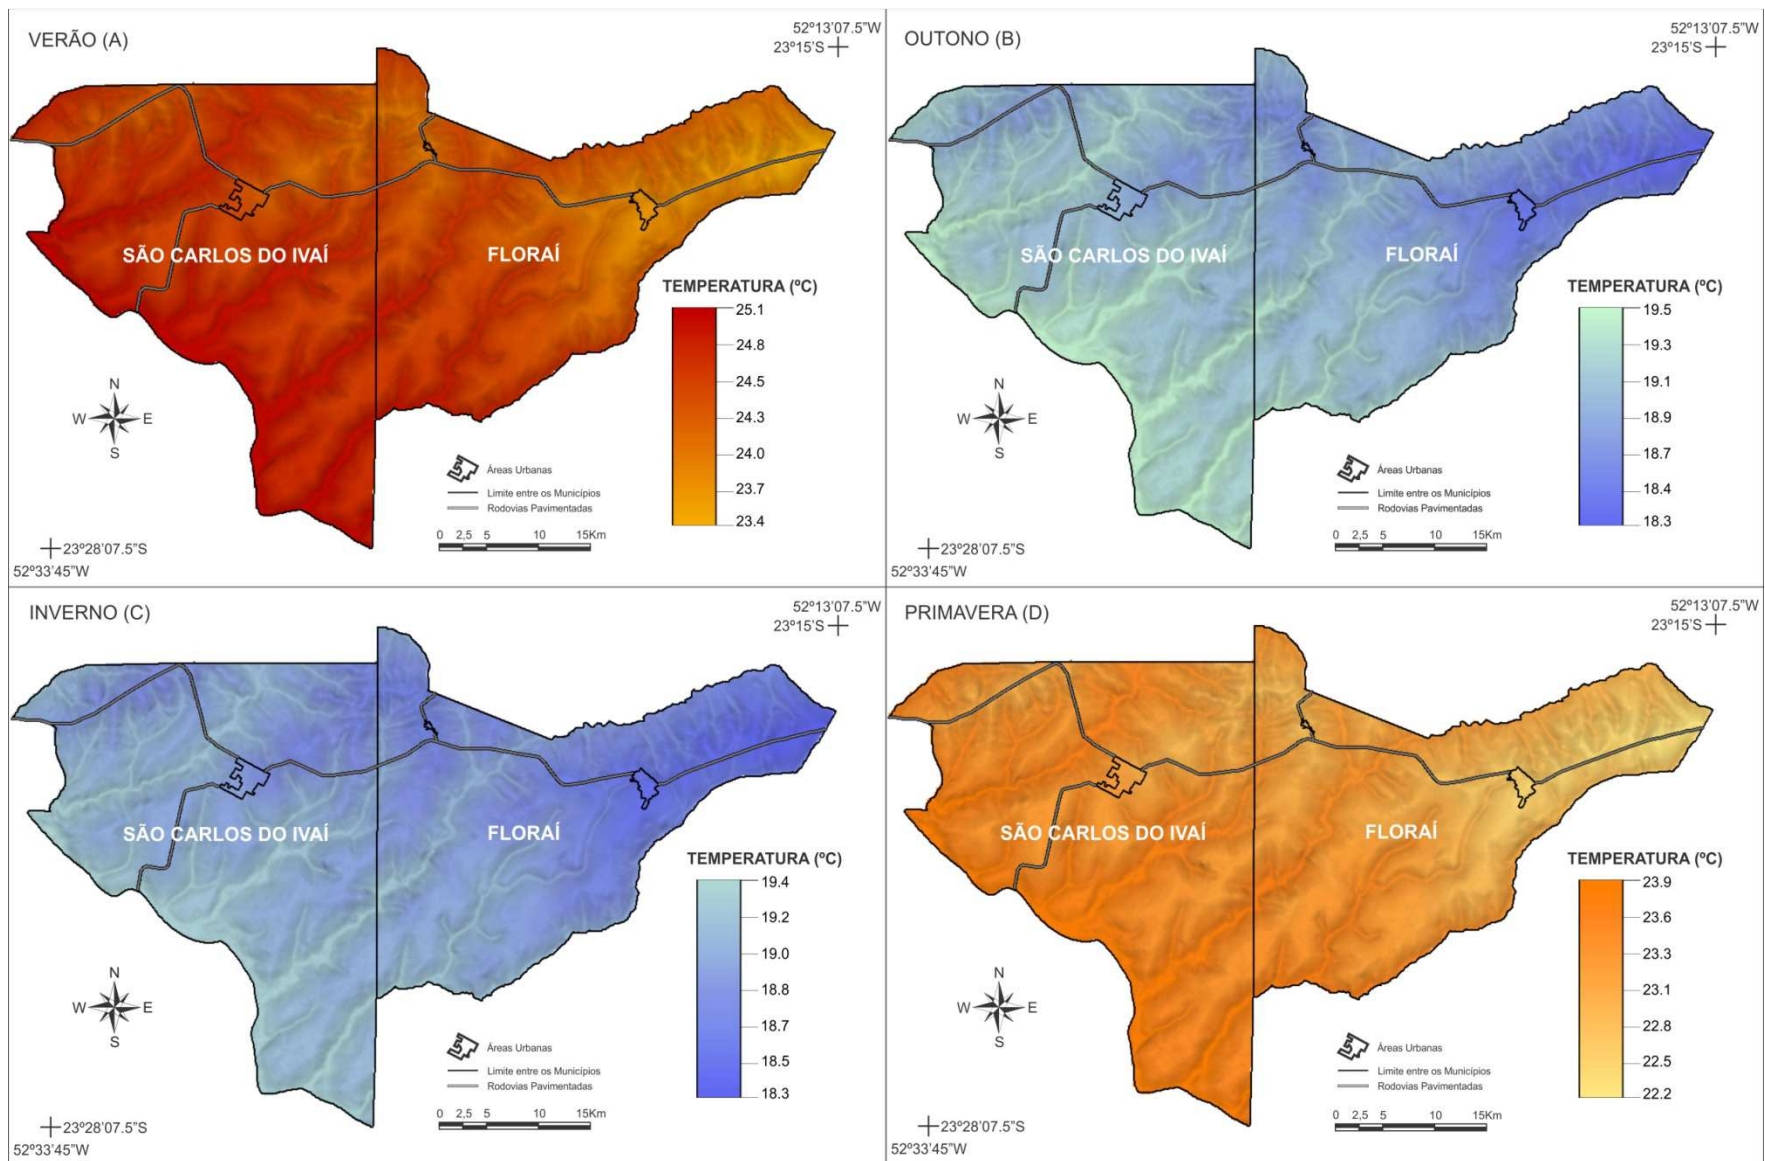 VERÃO (A)
52º13'07.5"W
23º15'S
SÃO CARLOS DO IVAÍ
FLORAÍ
TEMPERATURA (ºC)
25.1
24.8
24.5
24.3
24.0
23.7
23.4
N
W E
S
Áreas Urbanas
Limite entre os Municípios
Rodovias Pavimentadas
0 2,5 5 10 15Km
23º28'07.5"S
52º33'45"W
OUTONO (B)
52º13'07.5"W
23º15'S
SÃO CARLOS DO IVAÍ
FLORAÍ
TEMPERATURA (ºC)
19.5
19.3
19.1
18.9
18.7
18.4
18.3
N
W E
S
Áreas Urbanas
Limite entre os Municípios
Rodovias Pavimentadas
0 2,5 5 10 15Km
23º28'07.5"S
52º33'45"W
INVERNO (C)
52º13'07.5"W
23º15'S
SÃO CARLOS DO IVAÍ
FLORAÍ
TEMPERATURA (ºC)
19.4
19.2
19.0
18.8
18.7
18.5
18.3
N
W E
S
Áreas Urbanas
Limite entre os Municípios
Rodovias Pavimentadas
0 2,5 5 10 15Km
23º28'07.5"S
52º33'45"W
PRIMAVERA (D)
52º13'07.5"W
23º15'S
SÃO CARLOS DO IVAÍ
FLORAÍ
TEMPERATURA (ºC)
23.9
23.6
23.3
23.1
22.8
22.5
22.2
N
W E
S
Áreas Urbanas
Limite entre os Municípios
Rodovias Pavimentadas
0 2,5 5 10 15Km
23º28'07.5"S
52º33'45"W